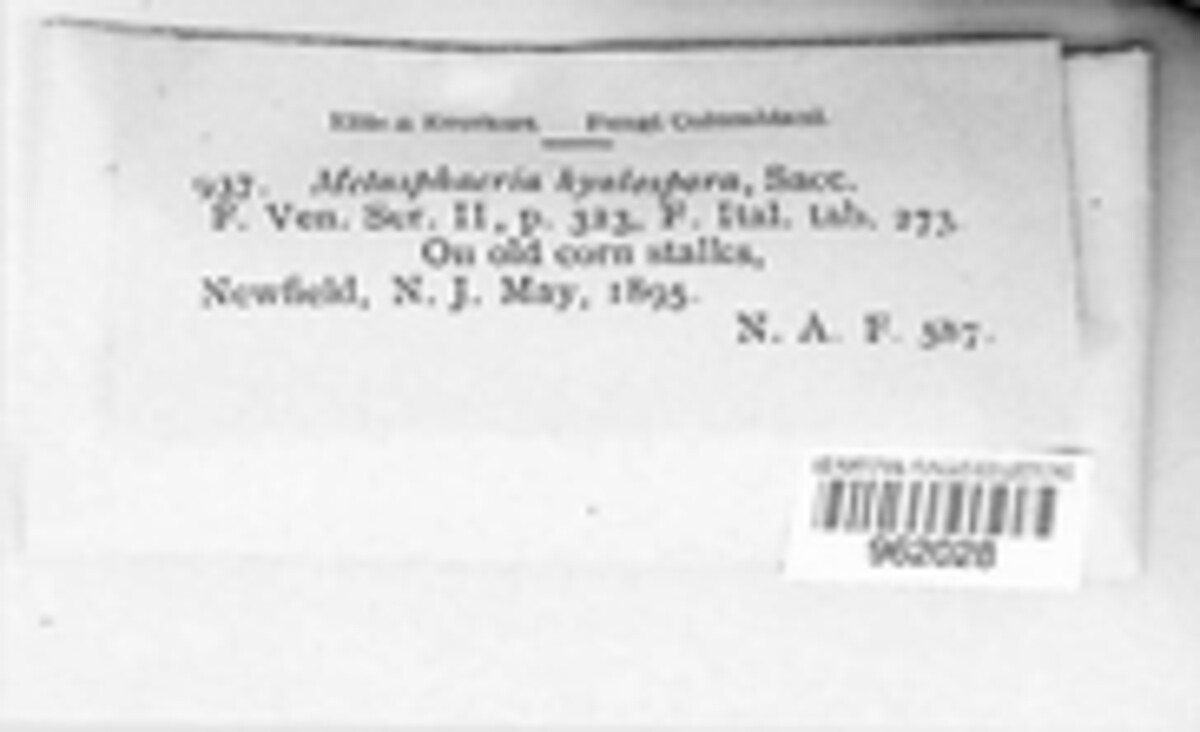 Ellis & Everhart. Fungi Columbiani.
937. Metasphaeria hyalospora, Sacc.
F. Ven. Ser. II, p. 323, F. Ital. tab. 273.
On old corn stalks,
Newfield, N. J. May, 1895.
N. A. F. 587.
962028